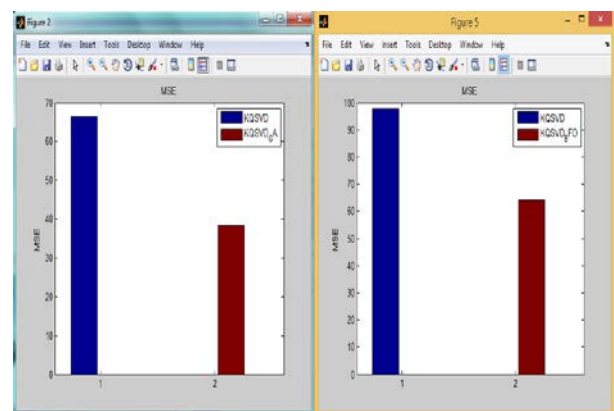 Figure 2
File Edit View Insert Tools Desktop Window Help
MSE
70
60
50
40
30
20
10
0
MSE
1
2
KQSVD
KQSVD_GA
Figure 5
File Edit View Insert Tools Desktop Window Help
MSE
100
90
80
70
60
50
40
30
20
10
0
MSE
1
2
KQSVD
KQSVD_BFO